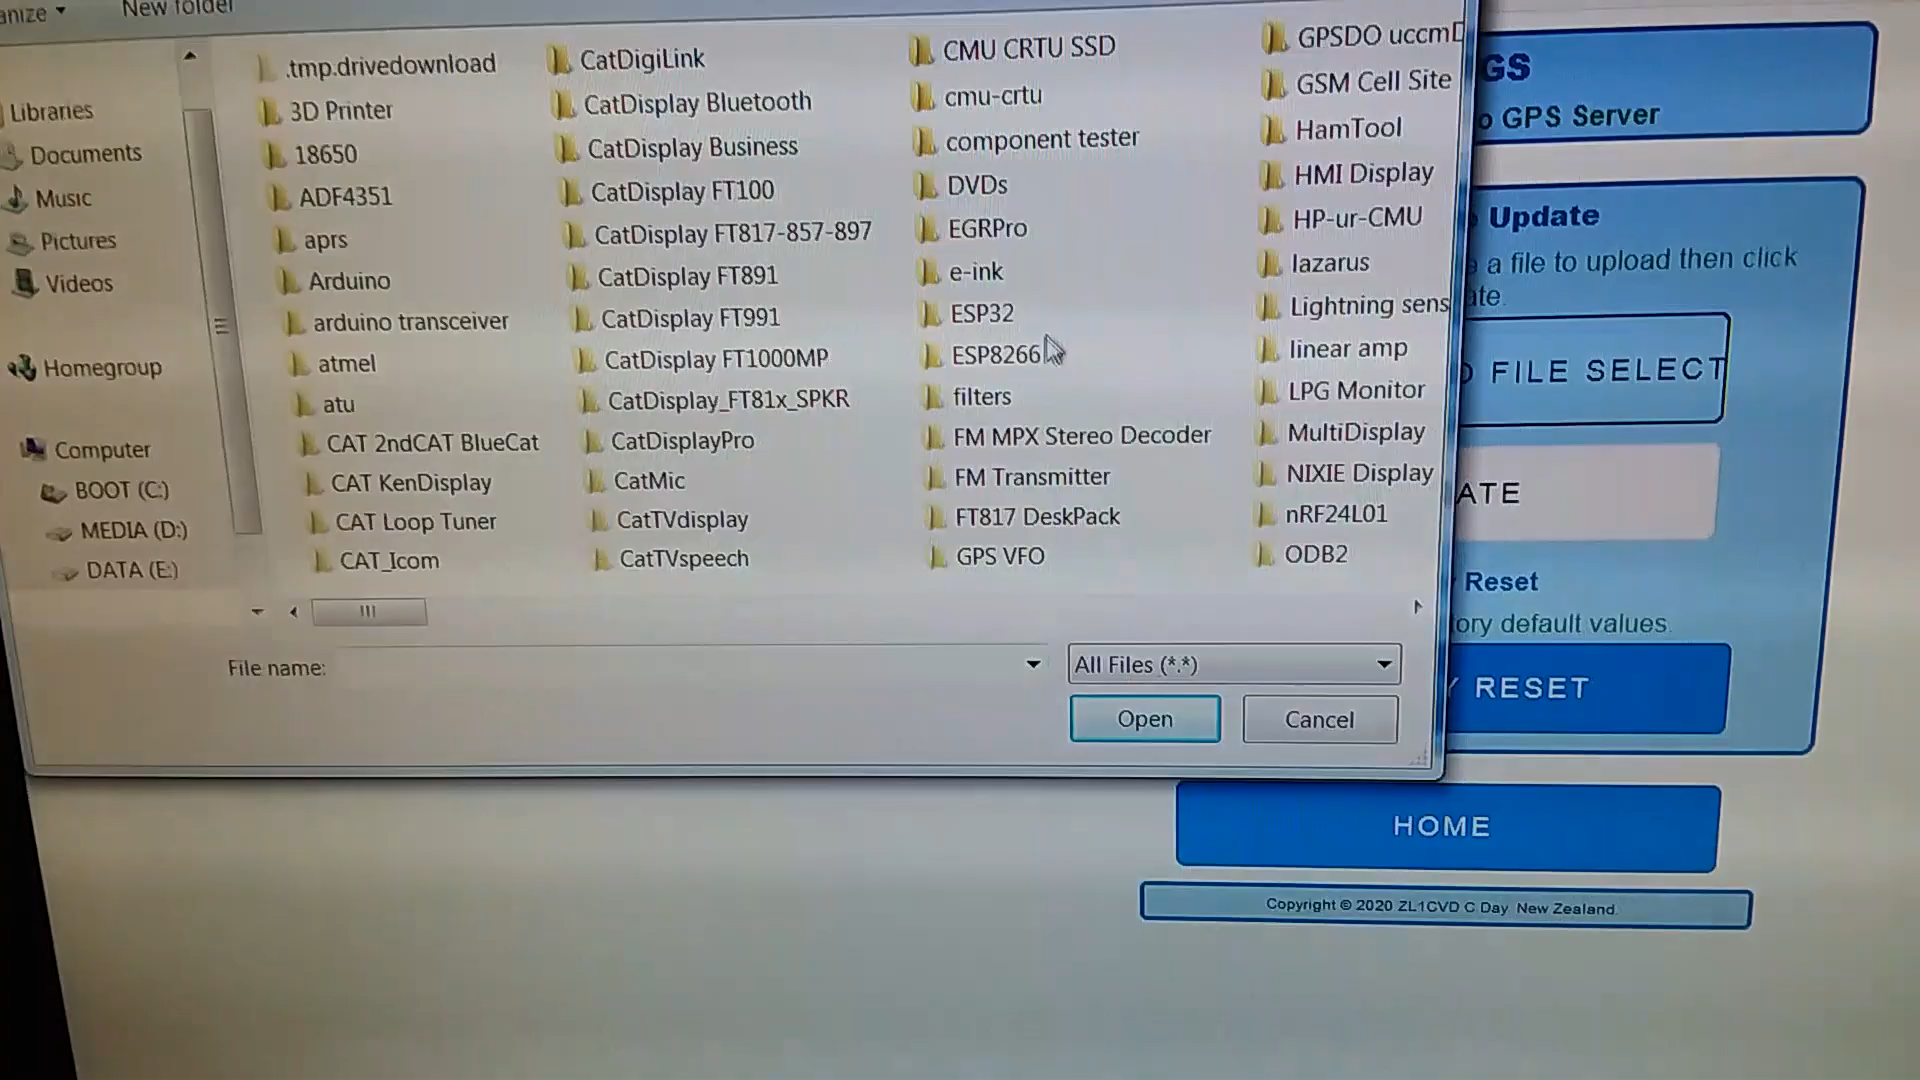 New folder
Libraries
Documents
Music
Pictures
Videos
Homegroup
Computer
BOOT (C:)
MEDIA (D:)
DATA (E:)
.tmp.drivedownload
3D Printer
18650
ADF4351
aprs
Arduino
arduino transceiver
atmel
atu
CAT 2ndCAT BlueCat
CAT KenDisplay
CAT Loop Tuner
CAT_Icom
CatDigiLink
CatDisplay Bluetooth
CatDisplay Business
CatDisplay FT100
CatDisplay FT817-857-897
CatDisplay FT891
CatDisplay FT991
CatDisplay FT1000MP
CatDisplay_FT81x_SPKR
CatDisplayPro
CatMic
CatTVdisplay
CatTVspeech
CMU CRTU SSD
cmu-crtu
component tester
DVDs
EGRPro
e-ink
ESP32
ESP8266
filters
FM MPX Stereo Decoder
FM Transmitter
FT817 DeskPack
GPS VFO
GPSDO uccm
GSM Cell Site
HamTool
HMI Display
HP-ur-CMU
lazarus
Lightning sens
linear amp
LPG Monitor
MultiDisplay
NIXIE Display
nRF24L01
ODB2
File name:
All Files (*.*)
Open
Cancel
GS
o GPS Server
Update
a file to upload then click
ate.
FILE SELECT
ATE
Reset
ory default values.
RESET
HOME
Copyright © 2020 ZL1CVD C Day. New Zealand.